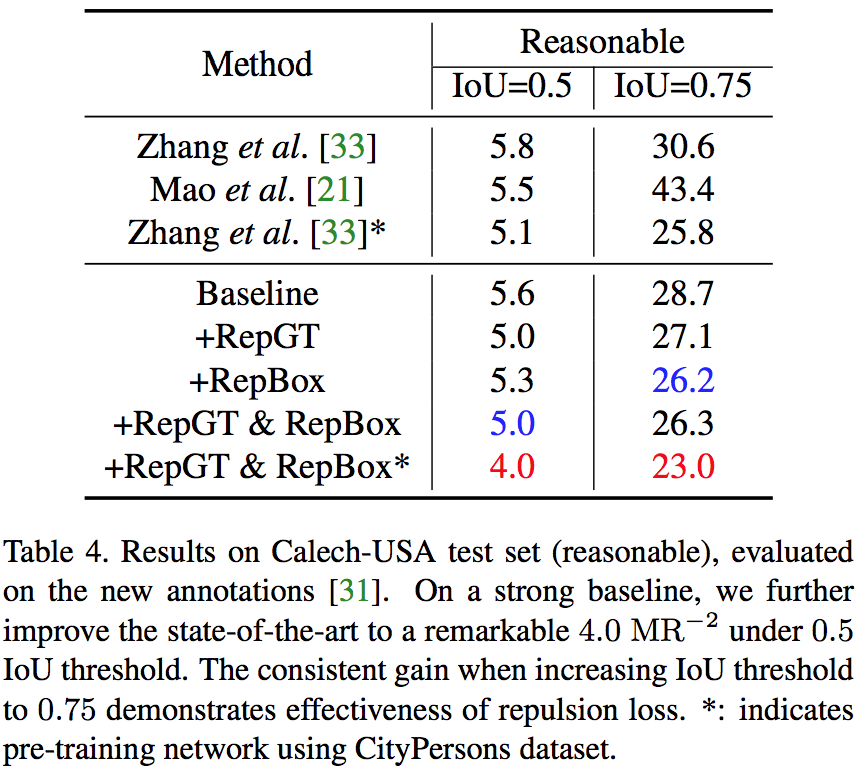 Method Reasonable
IoU=0.5 IoU=0.75
Zhang et al. [33] 5.8 30.6
Mao et al. [21] 5.5 43.4
Zhang et al. [33]* 5.1 25.8
Baseline 5.6 28.7
+RepGT 5.0 27.1
+RepBox 5.3 26.2
+RepGT & RepBox 5.0 26.3
+RepGT & RepBox* 4.0 23.0
Table 4. Results on Calech-USA test set (reasonable), evaluated
on the new annotations [31]. On a strong baseline, we further
improve the state-of-the-art to a remarkable 4.0 MR⁻² under 0.5
IoU threshold. The consistent gain when increasing IoU threshold
to 0.75 demonstrates effectiveness of repulsion loss. *: indicates
pre-training network using CityPersons dataset.